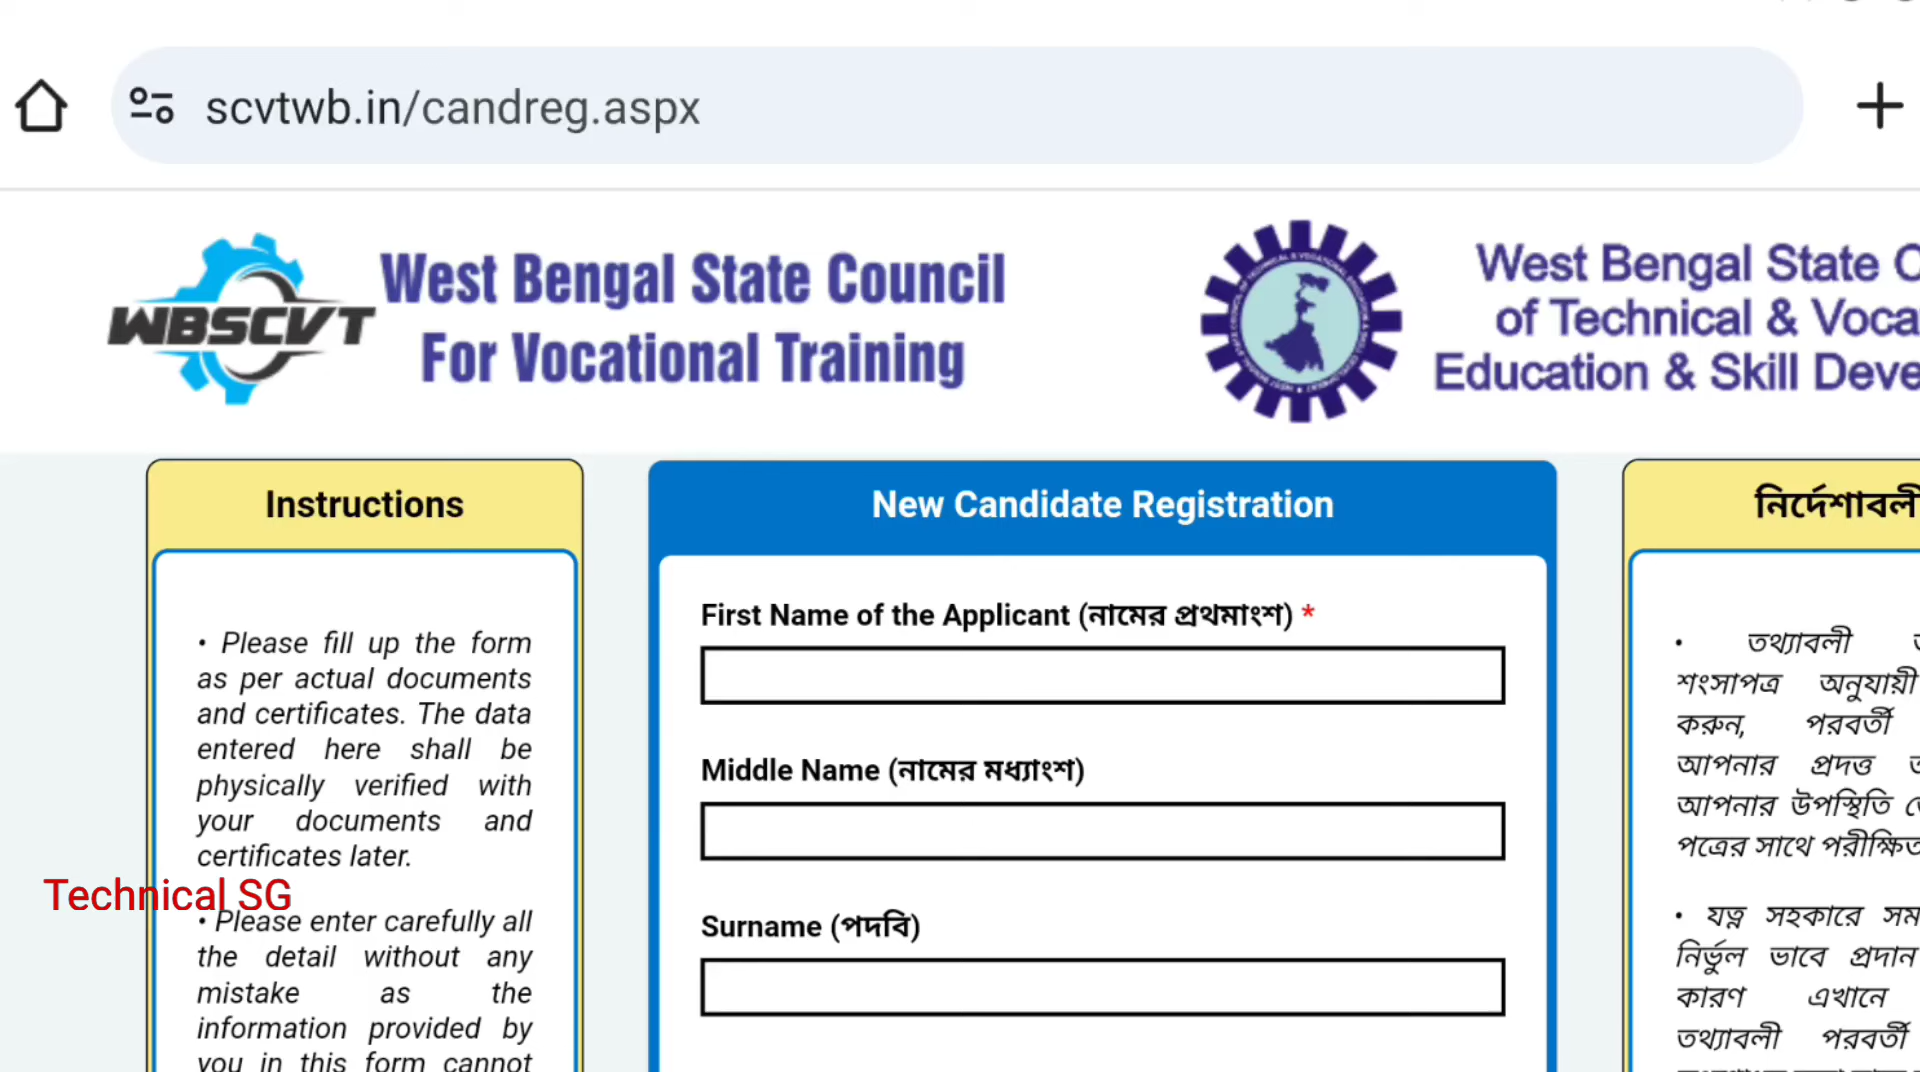 scvtwb.in/candreg.aspx
WBSCVT
West Bengal State Council
For Vocational Training
West Bengal State
of Technical &
Education & Skill
Instructions
• Please fill up the form
as per actual documents
and certificates. The data
entered here shall be
physically verified with
your documents and
certificates later.
Technical SG
• Please enter carefully all
the detail without any
mistake as the
information provided by
you in this form cannot
New Candidate Registration
First Name of the Applicant (নামের প্রথমাংশ) *
Middle Name (নামের মধ্যাংশ)
Surname (পদবি)
নির্দেশাবলী
• তথ্যাবলী
শংসাপত্র অনুযায়ী
করুন, পরবর্তী
আপনার প্রদত্ত
আপনার উপস্থিতি
পত্রের সাথে
• যত্ন সহকারে
নির্ভুল ভাবে প্রদান
কারণ এখানে
তথ্যাবলী পরবর্তী